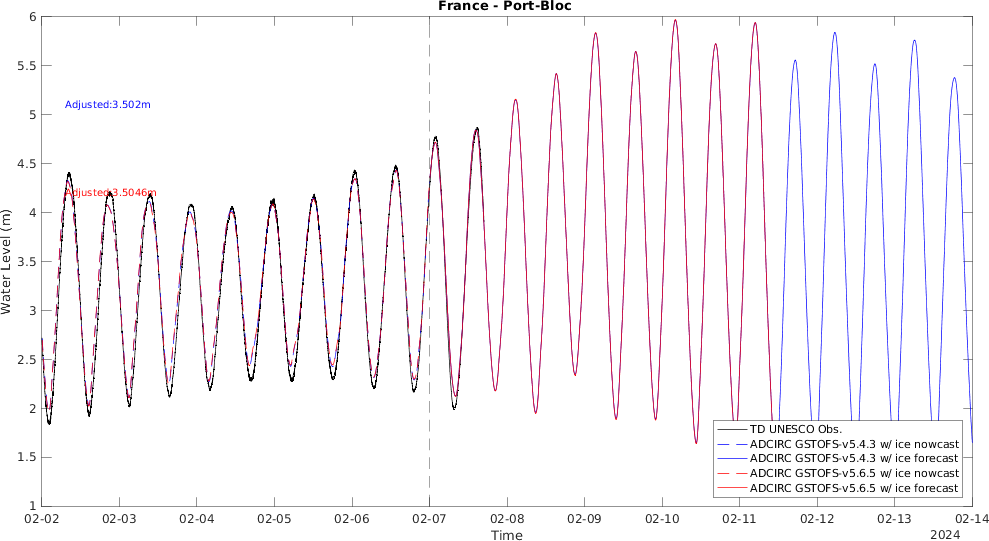 France - Port-Bloc
6
5.5
5
4.5
4
3.5
3
2.5
2
1.5
1
Water Level (m)
Adjusted:3.502m
Adjusted:3.5046m
TD UNESCO Obs.
ADCIRC GSTOFS-v5.4.3 w/ ice nowcast
ADCIRC GSTOFS-v5.4.3 w/ ice forecast
ADCIRC GSTOFS-v5.6.5 w/ ice nowcast
ADCIRC GSTOFS-v5.6.5 w/ ice forecast
02-02 02-03 02-04 02-05 02-06 02-07 02-08 02-09 02-10 02-11 02-12 02-13 02-14
Time
2024